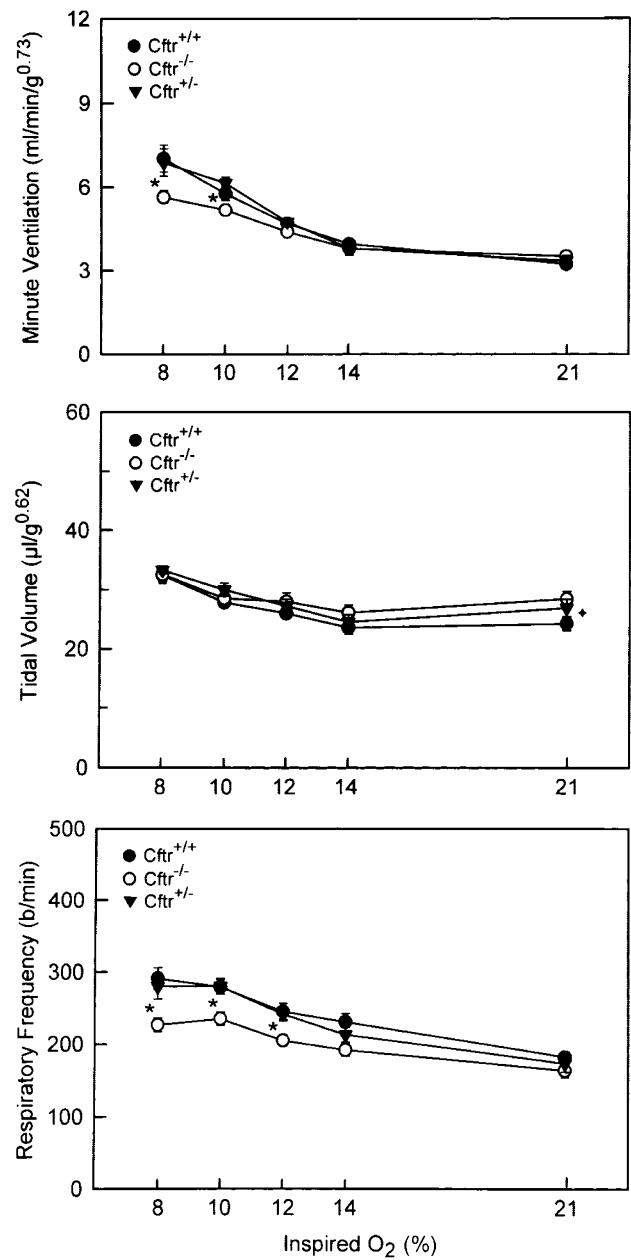 12
9
6
3
0
Minute Ventilation (ml/min/g^0.73)
● Cftr^+/+
○ Cftr^-/-
▼ Cftr^+/-
*
*
8 10 12 14 21
60
40
20
0
Tidal Volume (µl/g^0.62)
● Cftr^+/+
○ Cftr^-/-
▼ Cftr^+/-
✦
8 10 12 14 21
500
400
300
200
100
0
Respiratory Frequency (b/min)
● Cftr^+/+
○ Cftr^-/-
▼ Cftr^+/-
*
*
*
8 10 12 14 21
Inspired O₂ (%)